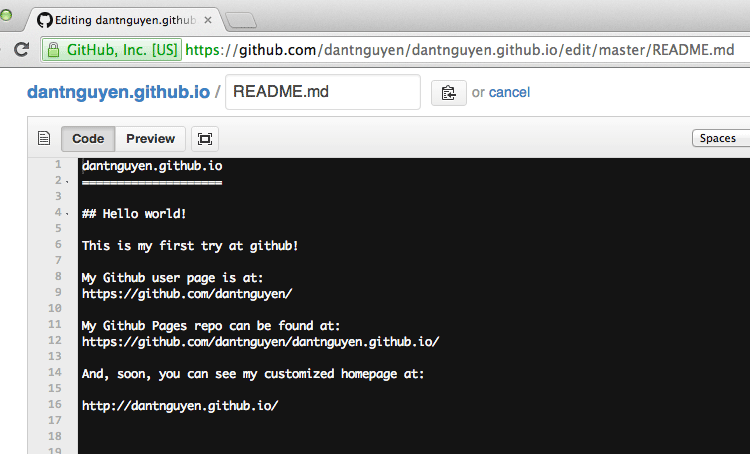 Editing dantnguyen.github
GitHub, Inc. [US] https://github.com/dantnguyen/dantnguyen.github.io/edit/master/README.md
dantnguyen.github.io / README.md or cancel
Code Preview Spaces
1 dantnguyen.github.io
2 ====================
3
4 ## Hello world!
5
6 This is my first try at github!
7
8 My Github user page is at:
9 https://github.com/dantnguyen/
10
11 My Github Pages repo can be found at:
12 https://github.com/dantnguyen/dantnguyen.github.io/
13
14 And, soon, you can see my customized homepage at:
15
16 http://dantnguyen.github.io/
17
18
19